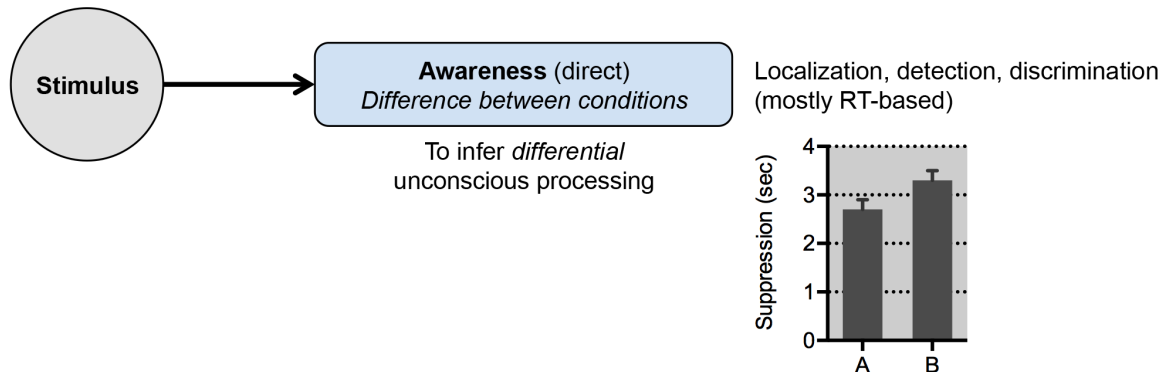 Stimulus
Awareness (direct)
Difference between conditions
To infer differential
unconscious processing
Localization, detection, discrimination
(mostly RT-based)
Suppression (sec)
4
3
2
1
0
A
B